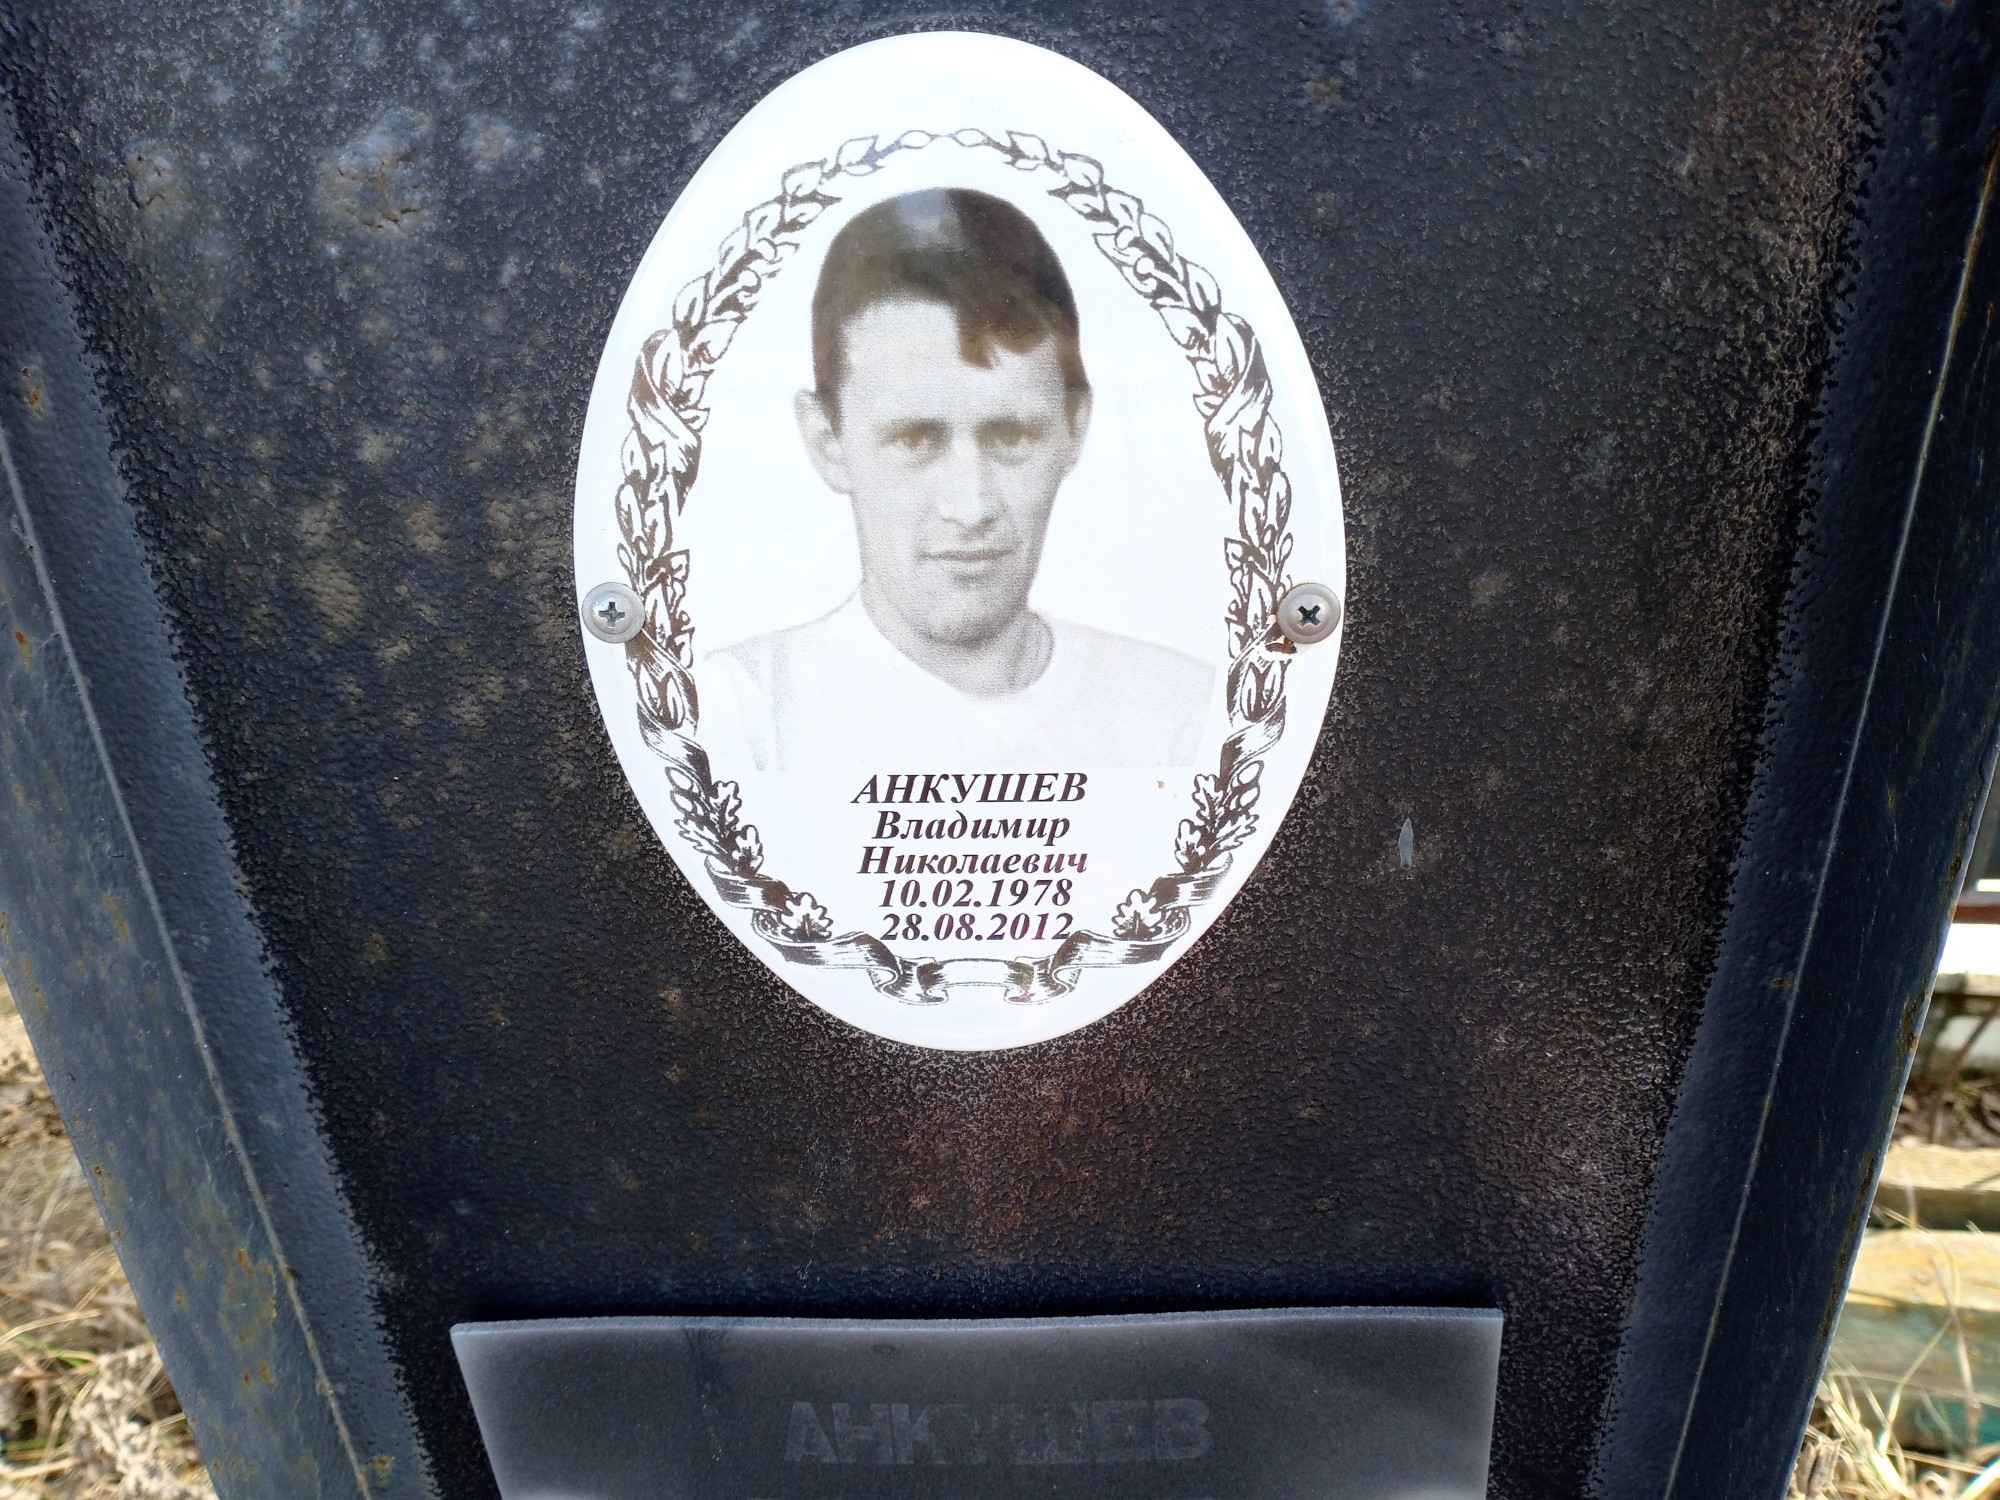 АНКУШЕВ
Владимир
Николаевич
10.02.1978
28.08.2012
АНКУШЕВ